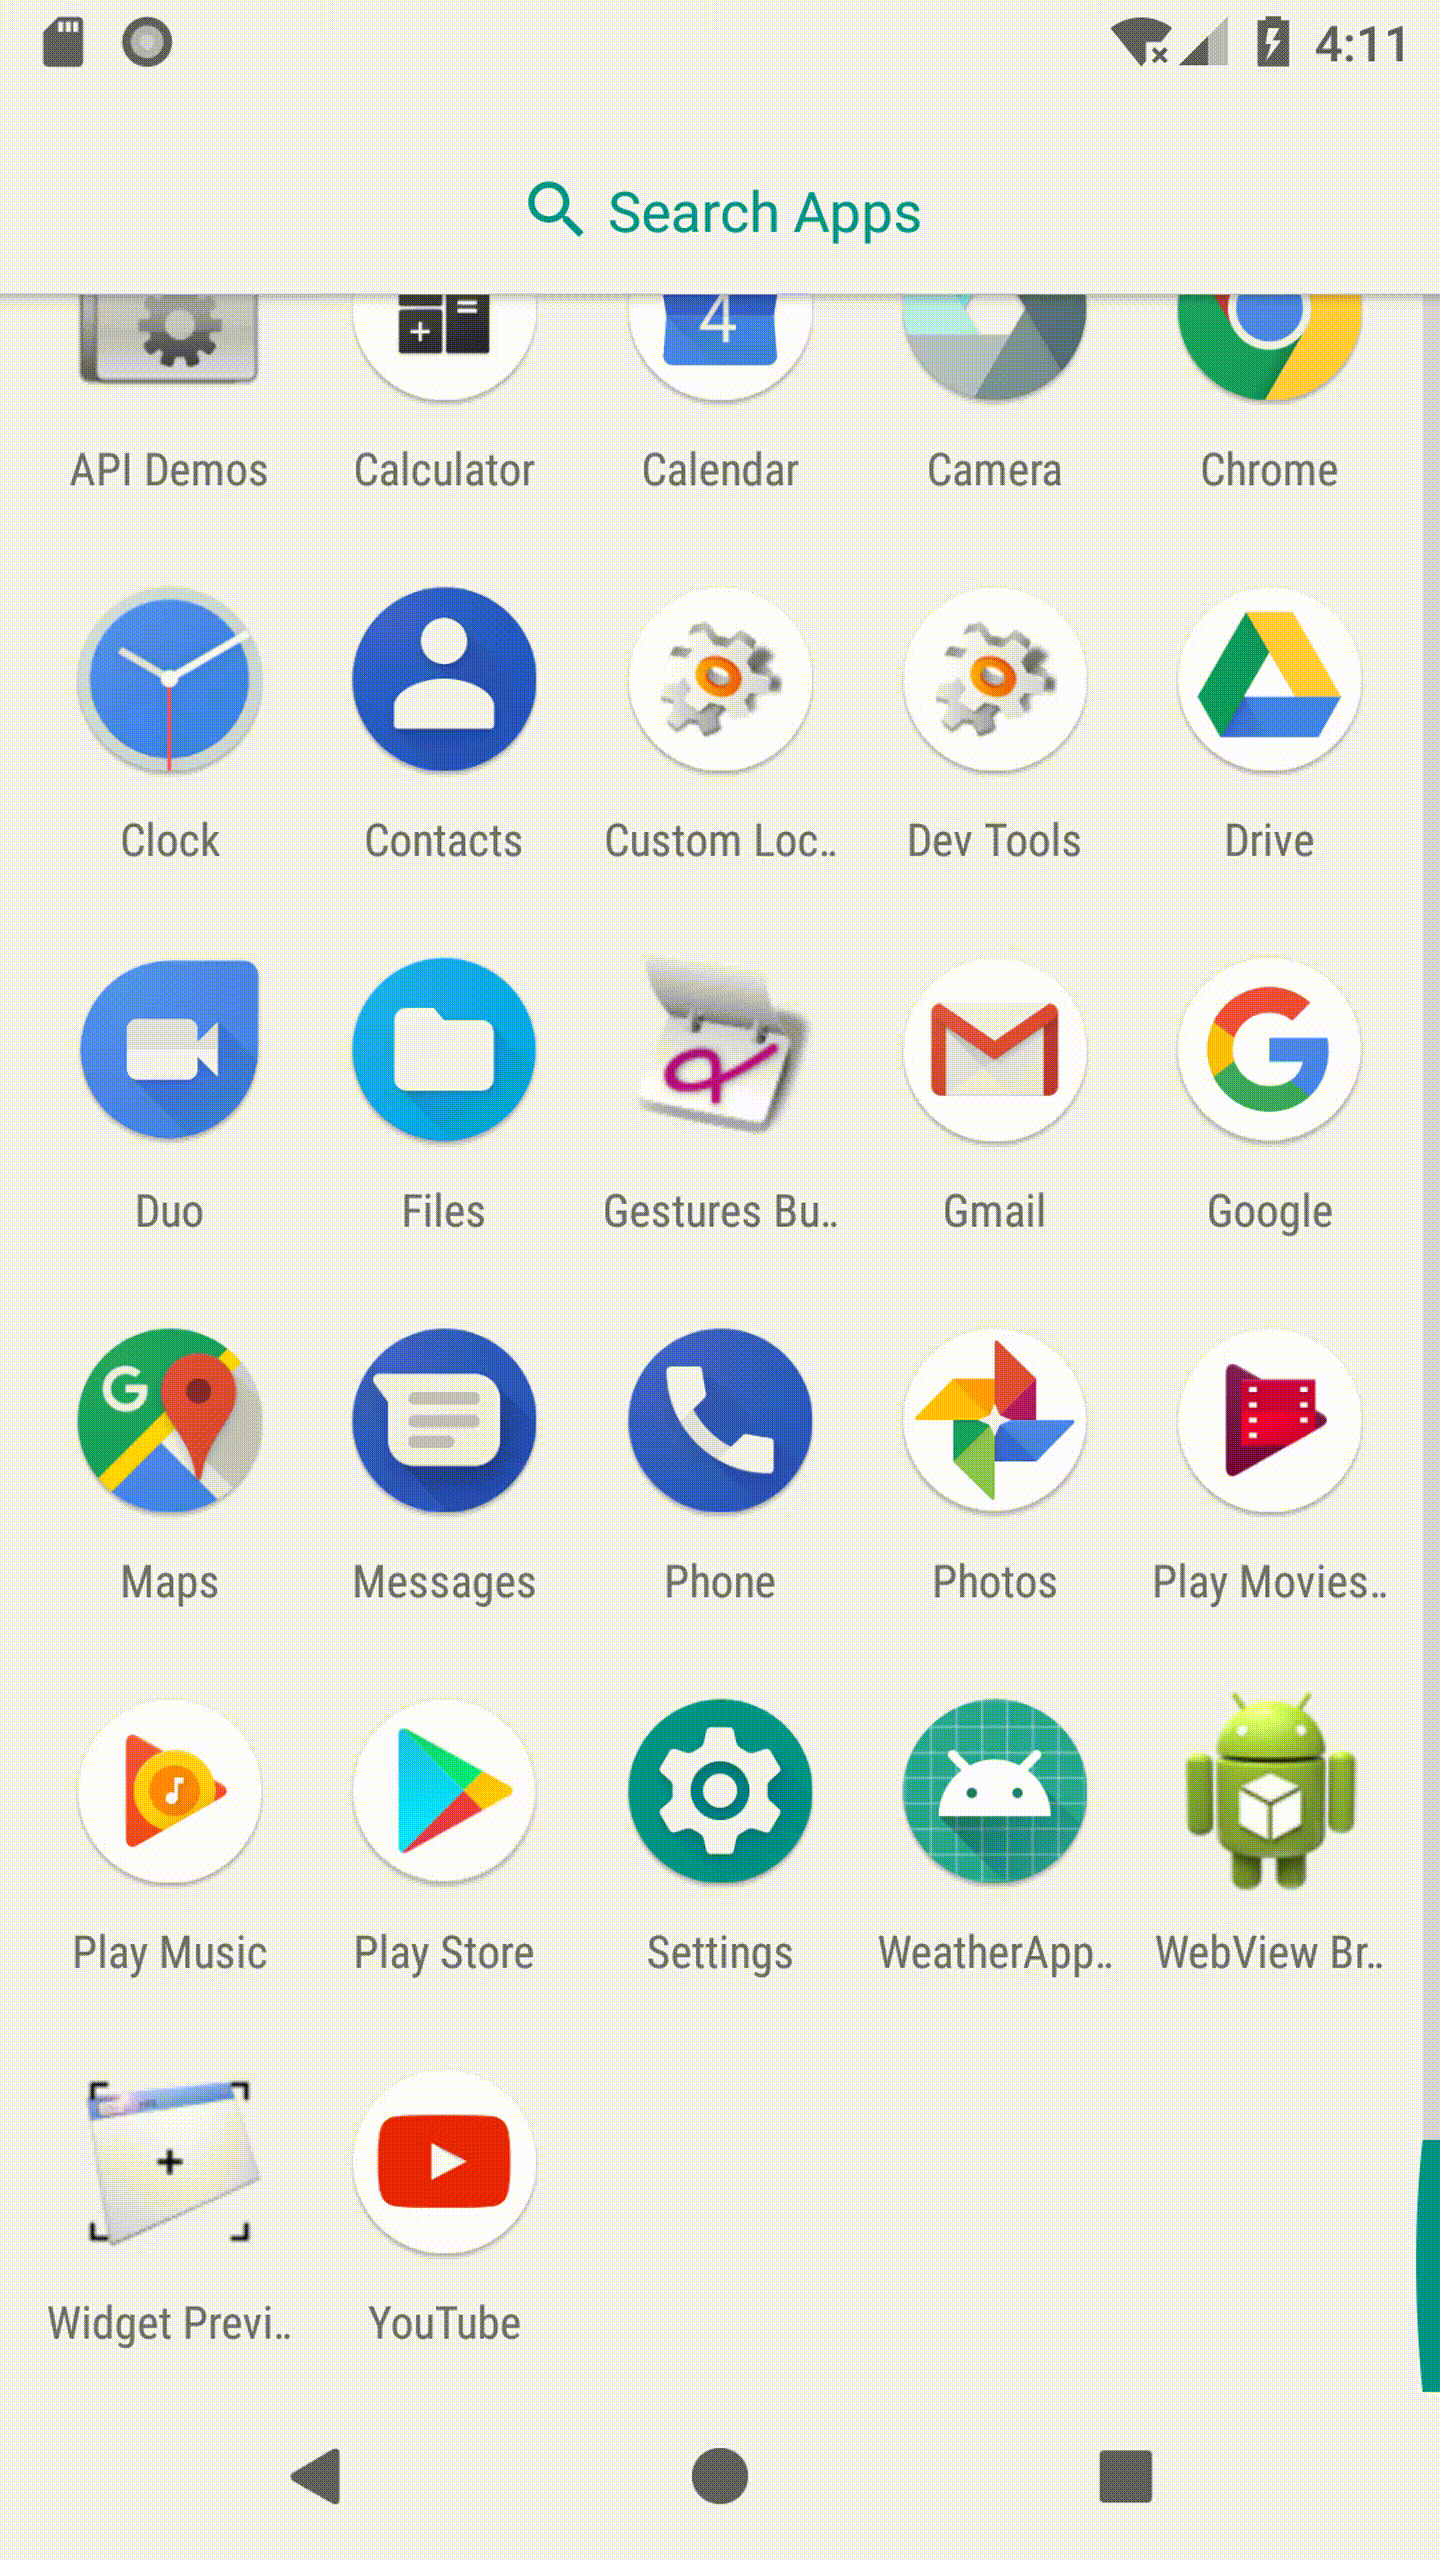 4:11
Search Apps
4
API Demos Calculator Calendar Camera Chrome
Clock Contacts Custom Loc.. Dev Tools Drive
Duo Files Gestures Bu.. Gmail Google
Maps Messages Phone Photos Play Movies..
Play Music Play Store Settings WeatherApp.. WebView Br..
Widget Previ.. YouTube